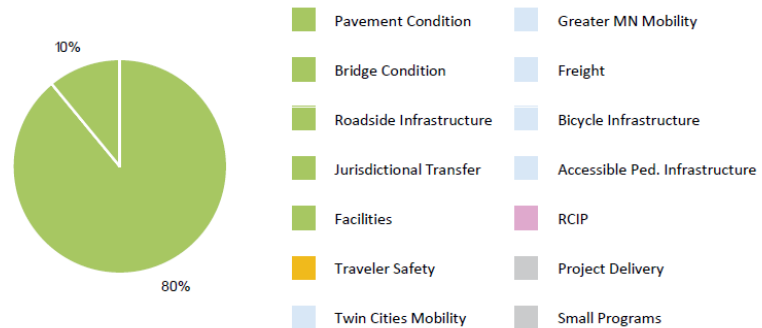 10%
80%
Pavement Condition
Bridge Condition
Roadside Infrastructure
Jurisdictional Transfer
Facilities
Traveler Safety
Twin Cities Mobility
Greater MN Mobility
Freight
Bicycle Infrastructure
Accessible Ped. Infrastructure
RCIP
Project Delivery
Small Programs